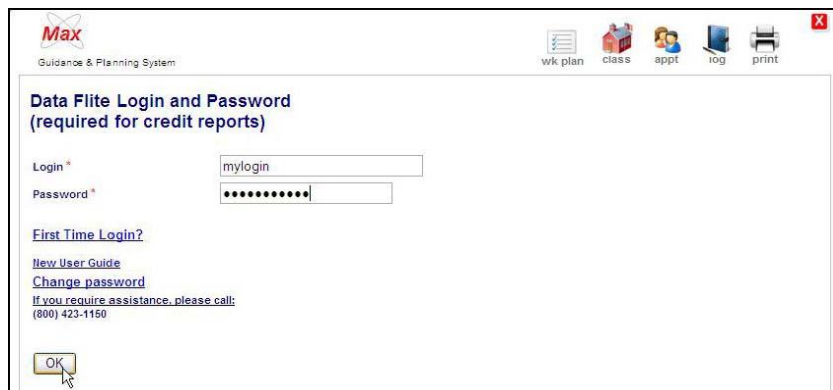 Max
Guidance & Planning System
wk plan class appt log print
X
Data Flite Login and Password
(required for credit reports)
Login * mylogin
Password * •••••••••••
First Time Login?
New User Guide
Change password
If you require assistance, please call:
(800) 423-1150
OK